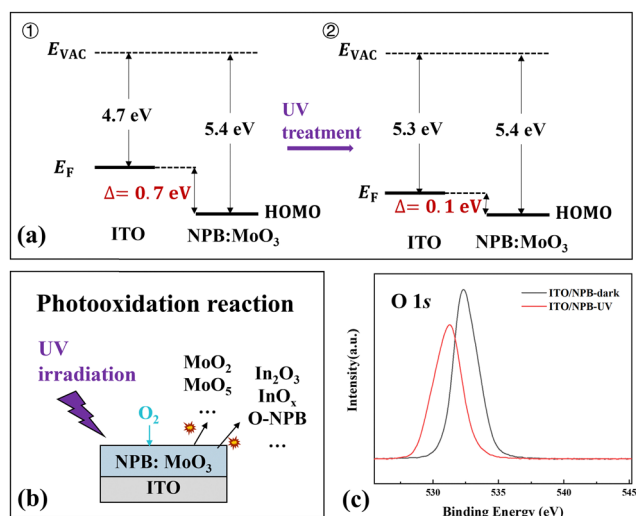 ①
②
E_VAC
E_VAC
4.7 eV
5.4 eV
UV
treatment
5.3 eV
5.4 eV
E_F
Δ= 0.7 eV
HOMO
E_F
Δ= 0.1 eV
HOMO
(a)
ITO
NPB:MoO₃
ITO
NPB:MoO₃
Photooxidation reaction
UV
irradiation
MoO₂
MoO₅
...
In₂O₃
InOₓ
O-NPB
...
O₂
NPB: MoO₃
ITO
(b)
O 1s
ITO/NPB-dark
ITO/NPB-UV
Intensity(a.u.)
(c)
530
535
540
545
Binding Energy (eV)